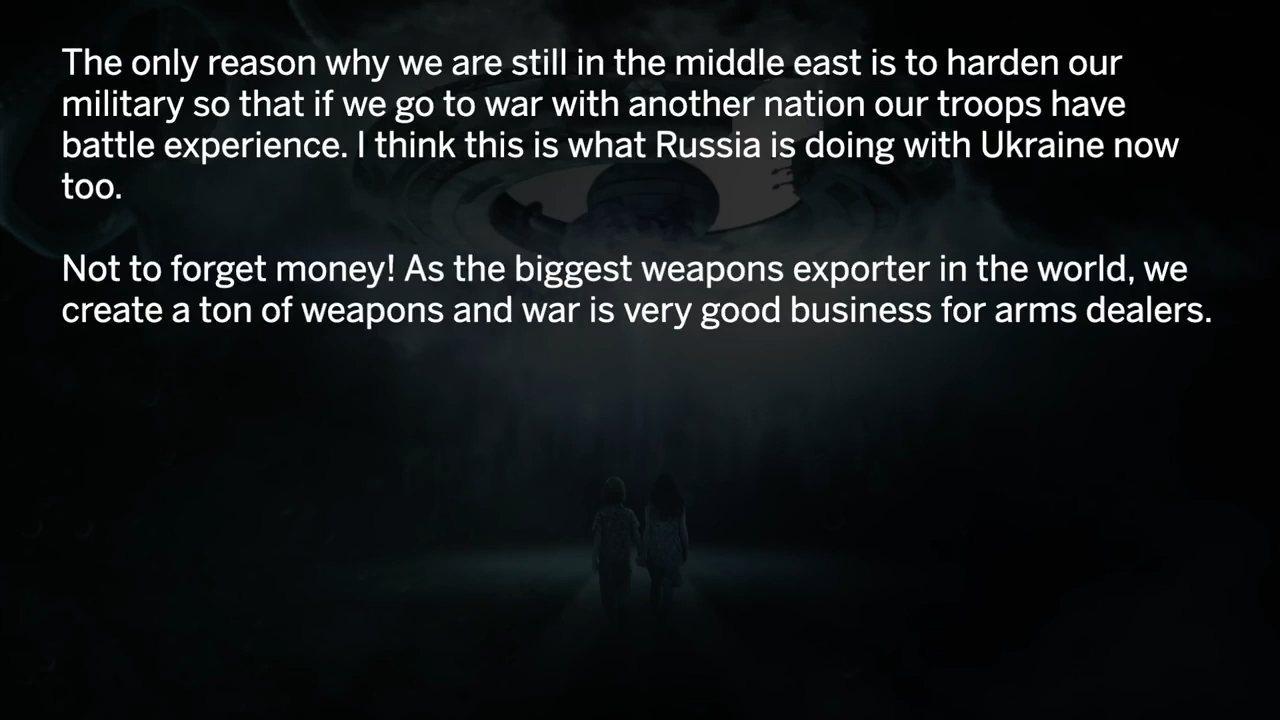 The only reason why we are still in the middle east is to harden our
military so that if we go to war with another nation our troops have
battle experience. I think this is what Russia is doing with Ukraine now
too.
Not to forget money! As the biggest weapons exporter in the world, we
create a ton of weapons and war is very good business for arms dealers.